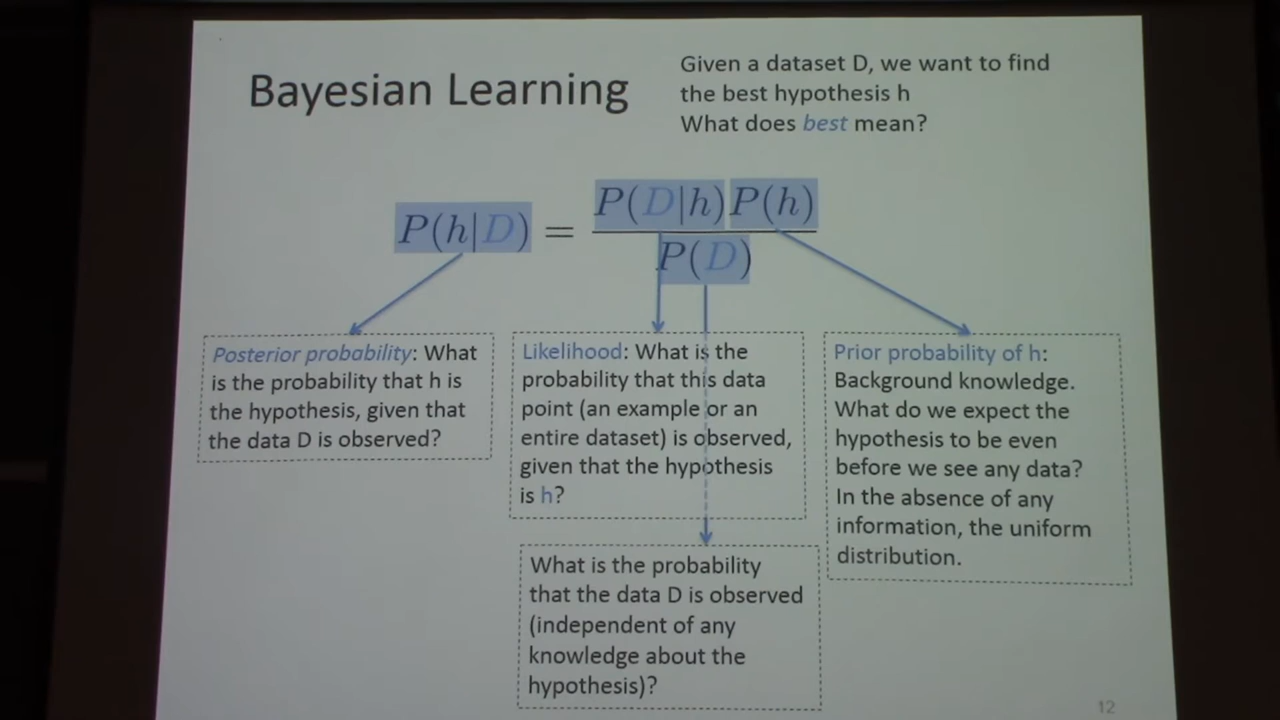 Bayesian Learning
Given a dataset D, we want to find
the best hypothesis h
What does best mean?
P(h|D) = P(D|h)P(h)
P(D)
Posterior probability: What
is the probability that h is
the hypothesis, given that
the data D is observed?
Likelihood: What is the
probability that this data
point (an example or an
entire dataset) is observed,
given that the hypothesis
is h?
Prior probability of h:
Background knowledge.
What do we expect the
hypothesis to be even
before we see any data?
In the absence of any
information, the uniform
distribution.
What is the probability
that the data D is observed
(independent of any
knowledge about the
hypothesis)?
12